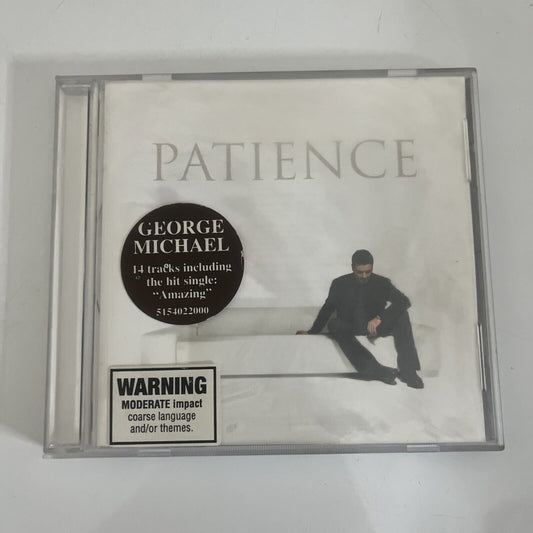 PATIENCE
GEORGE
MICHAEL
14 tracks including
the hit single:
"Amazing"
5154022000
WARNING
MODERATE impact
coarse language
and/or themes.